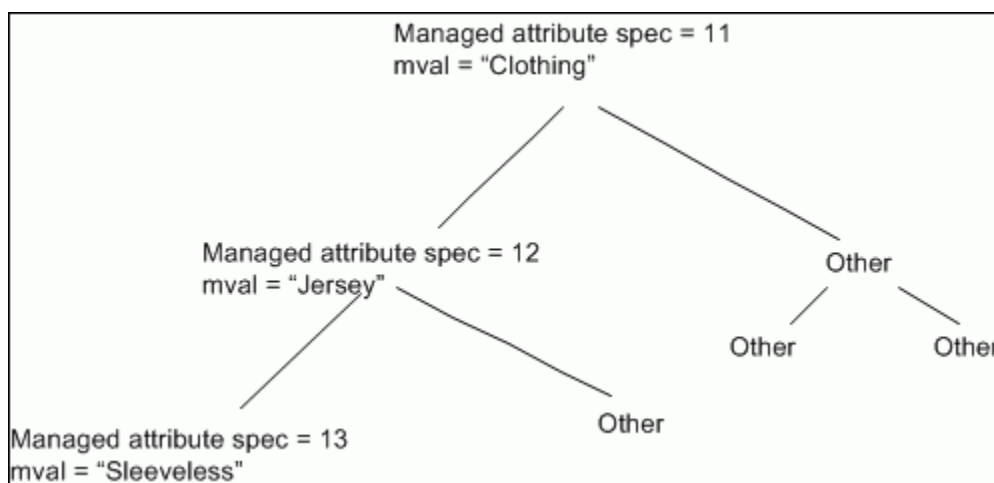 Managed attribute spec = 11
mval = “Clothing”
Managed attribute spec = 12
mval = “Jersey”
Other
Other
Other
Other
Managed attribute spec = 13
mval = “Sleeveless”